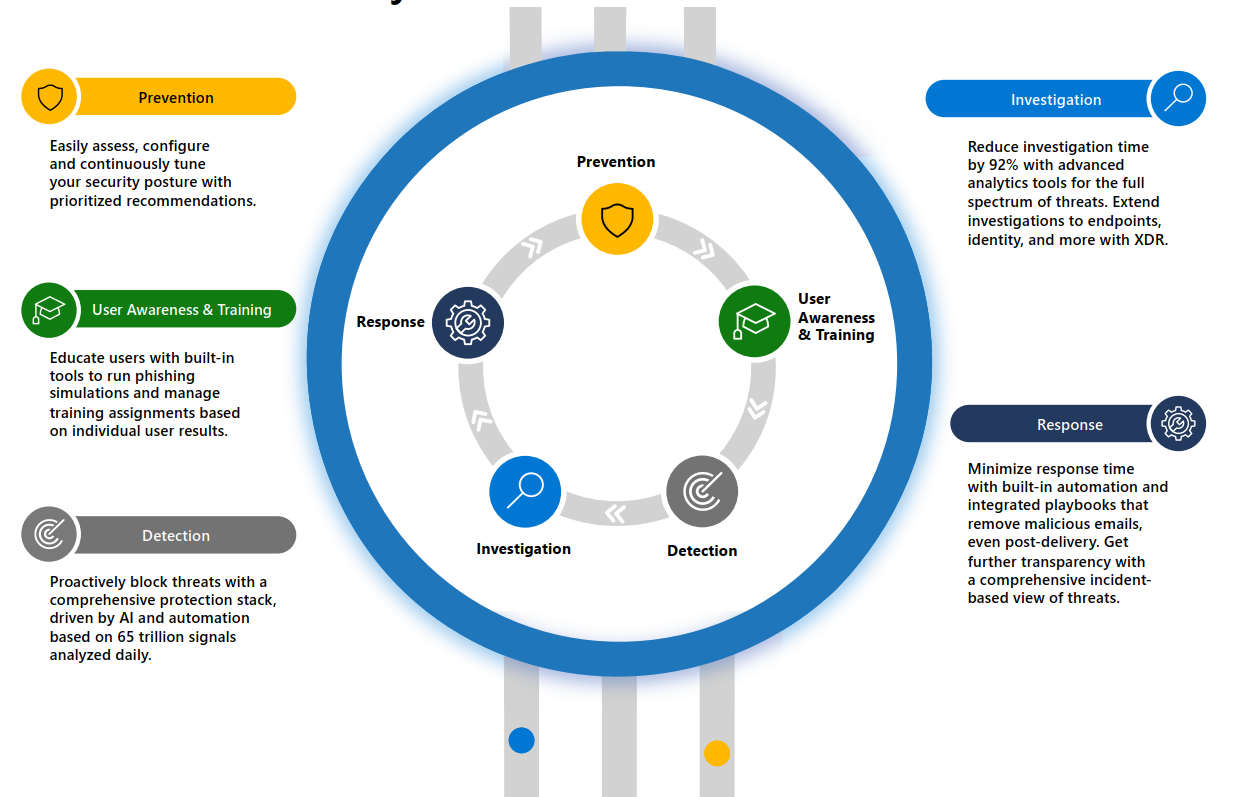 Prevention
Easily assess, configure
and continuously tune
your security posture with
prioritized recommendations.
User Awareness & Training
Educate users with built-in
tools to run phishing
simulations and manage
training assignments based
on individual user results.
Detection
Proactively block threats with a
comprehensive protection stack,
driven by AI and automation
based on 65 trillion signals
analyzed daily.
Prevention
User
Awareness
& Training
Detection
Investigation
Response
Investigation
Reduce investigation time
by 92% with advanced
analytics tools for the full
spectrum of threats. Extend
investigations to endpoints,
identity, and more with XDR.
Response
Minimize response time
with built-in automation and
integrated playbooks that
remove malicious emails,
even post-delivery. Get
further transparency with
a comprehensive incident-
based view of threats.